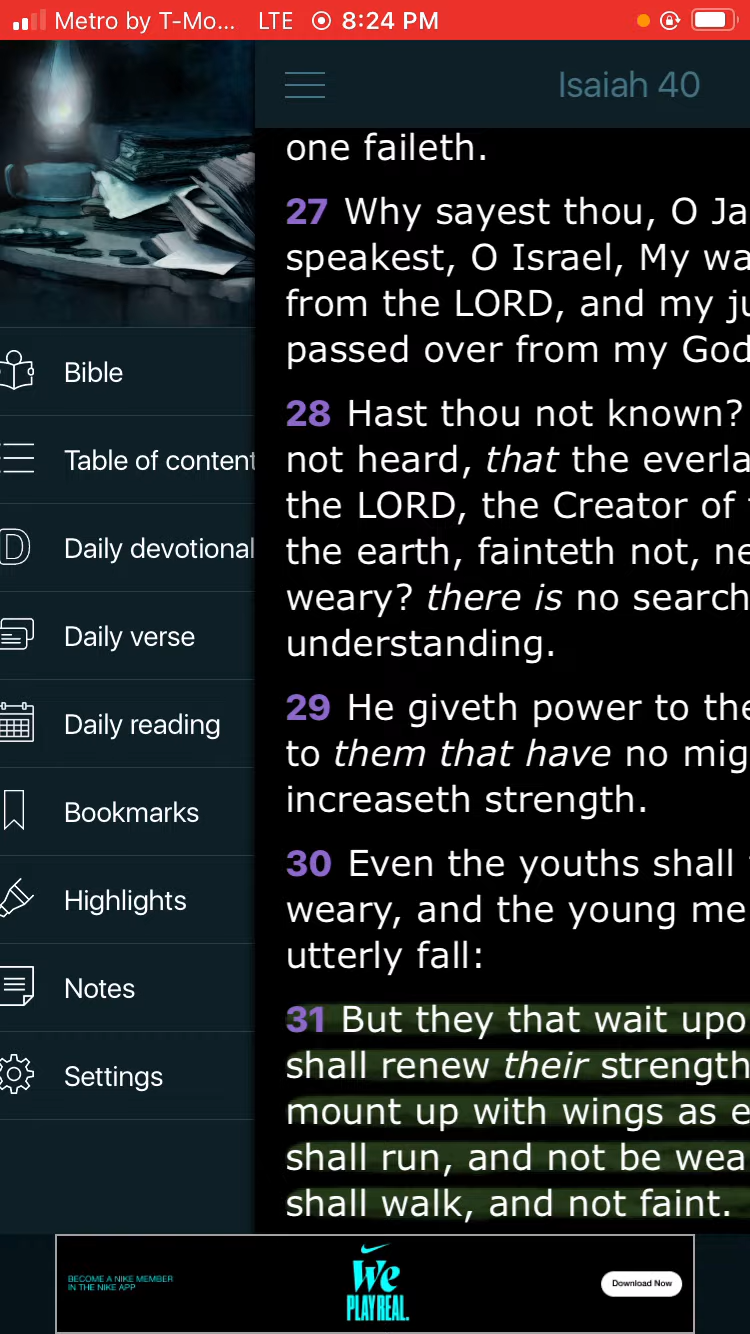 Metro by T-Mo... LTE 8:24 PM
Isaiah 40
Bible
Table of content
Daily devotional
Daily verse
Daily reading
Bookmarks
Highlights
Notes
Settings
one faileth.
27 Why sayest thou, O Ja
speakest, O Israel, My wa
from the LORD, and my ju
passed over from my God
28 Hast thou not known?
not heard, that the everla
the LORD, the Creator of
the earth, fainteth not, ne
weary? there is no search
understanding.
29 He giveth power to the
to them that have no mig
increaseth strength.
30 Even the youths shall
weary, and the young me
utterly fall:
31 But they that wait upo
shall renew their strength
mount up with wings as e
shall run, and not be wea
shall walk, and not faint.
BECOME A NIKE MEMBER
IN THE NIKE APP
We
PLAY REAL.
Download Now